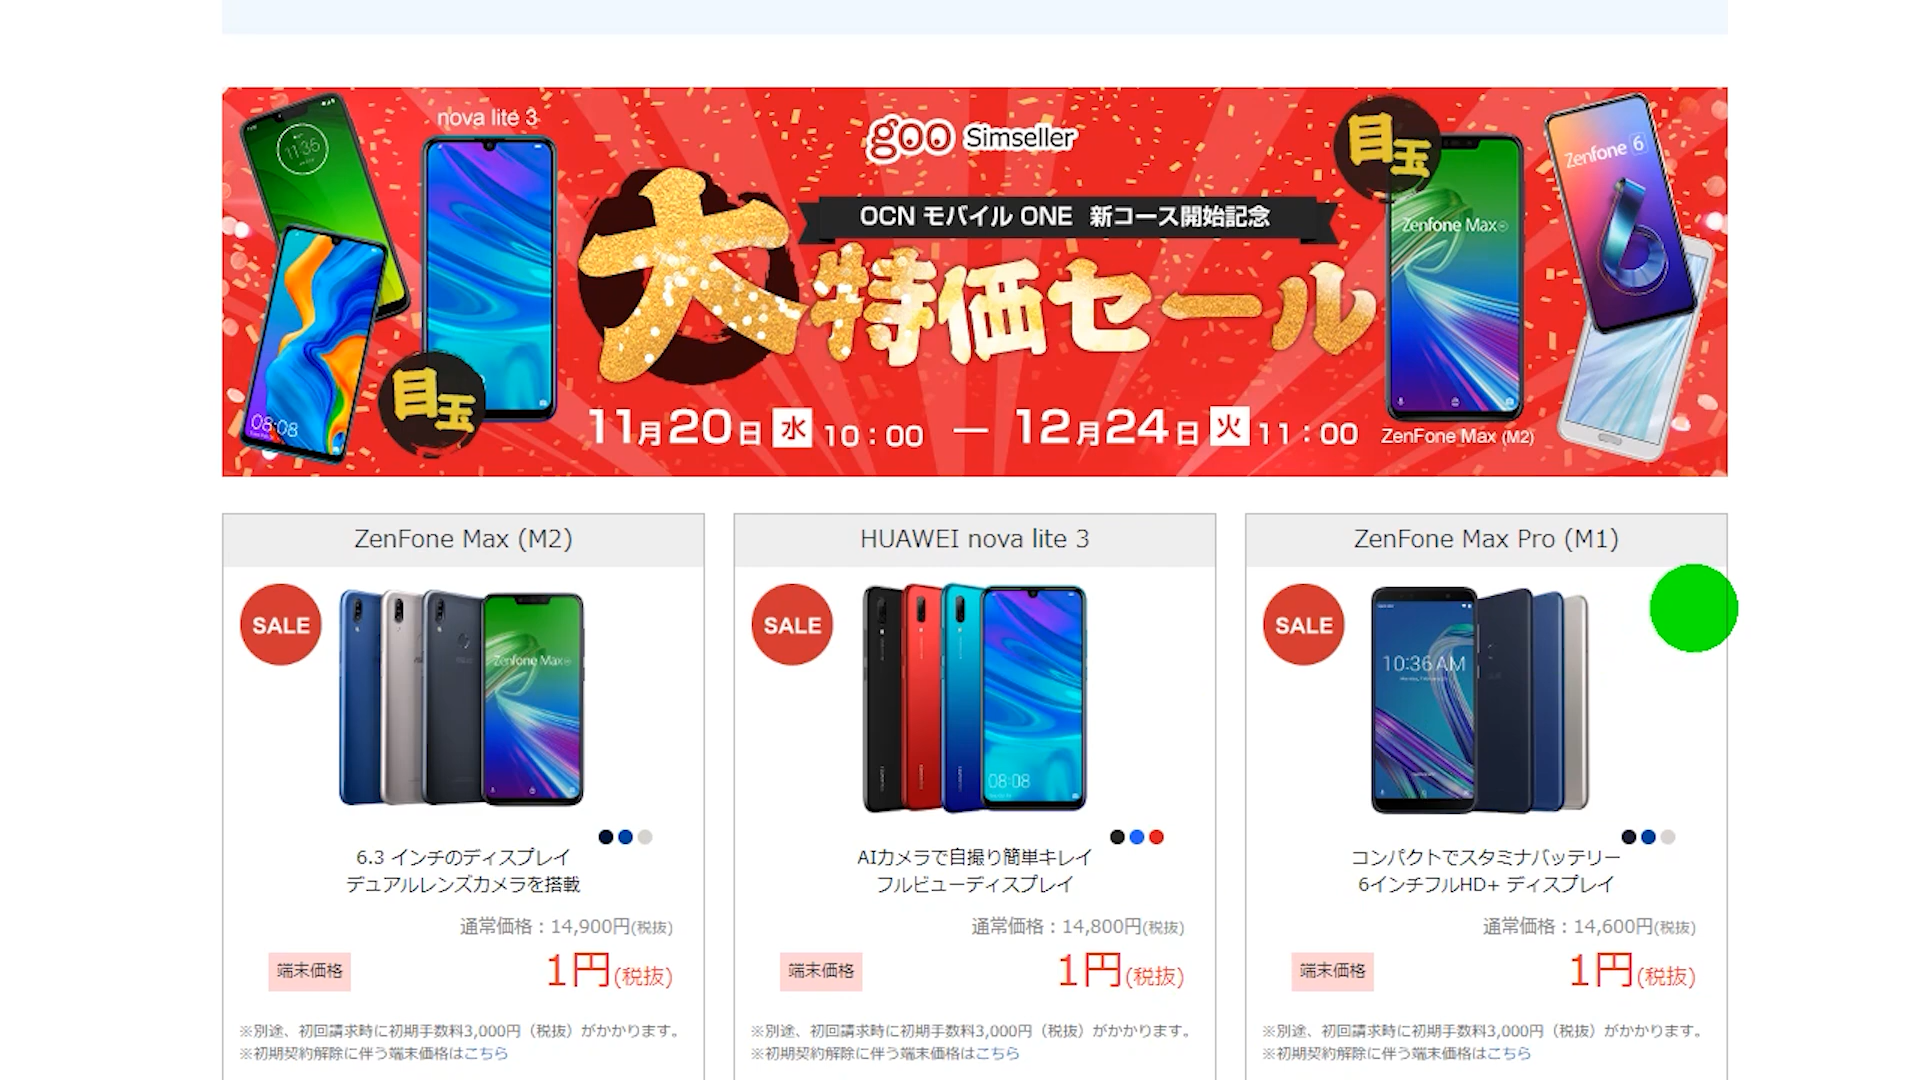 nova lite 3
goo Simseller
目玉
OCN モバイル ONE 新コース開始記念
大特価セール
11月20日 水 10:00 — 12月24日 火 11:00
目玉
ZenFone Max (M2)
11:35
08:08
Zenfone Max
Zenfone 6
ZenFone Max (M2)
SALE
Zenfone Max
6.3 インチのディスプレイ
デュアルレンズカメラを搭載
通常価格:14,900円(税抜)
端末価格 1円(税抜)
※別途、初回請求時に初期手数料3,000円（税抜）がかかります。
※初期契約解除に伴う端末価格はこちら
HUAWEI nova lite 3
SALE
08:08
AIカメラで自撮り簡単キレイ
フルビューディスプレイ
通常価格:14,800円(税抜)
端末価格 1円(税抜)
※別途、初回請求時に初期手数料3,000円（税抜）がかかります。
※初期契約解除に伴う端末価格はこちら
ZenFone Max Pro (M1)
SALE
10:36 AM
コンパクトでスタミナバッテリー
6インチフルHD+ ディスプレイ
通常価格:14,600円(税抜)
端末価格 1円(税抜)
※別途、初回請求時に初期手数料3,000円（税抜）がかかります。
※初期契約解除に伴う端末価格はこちら